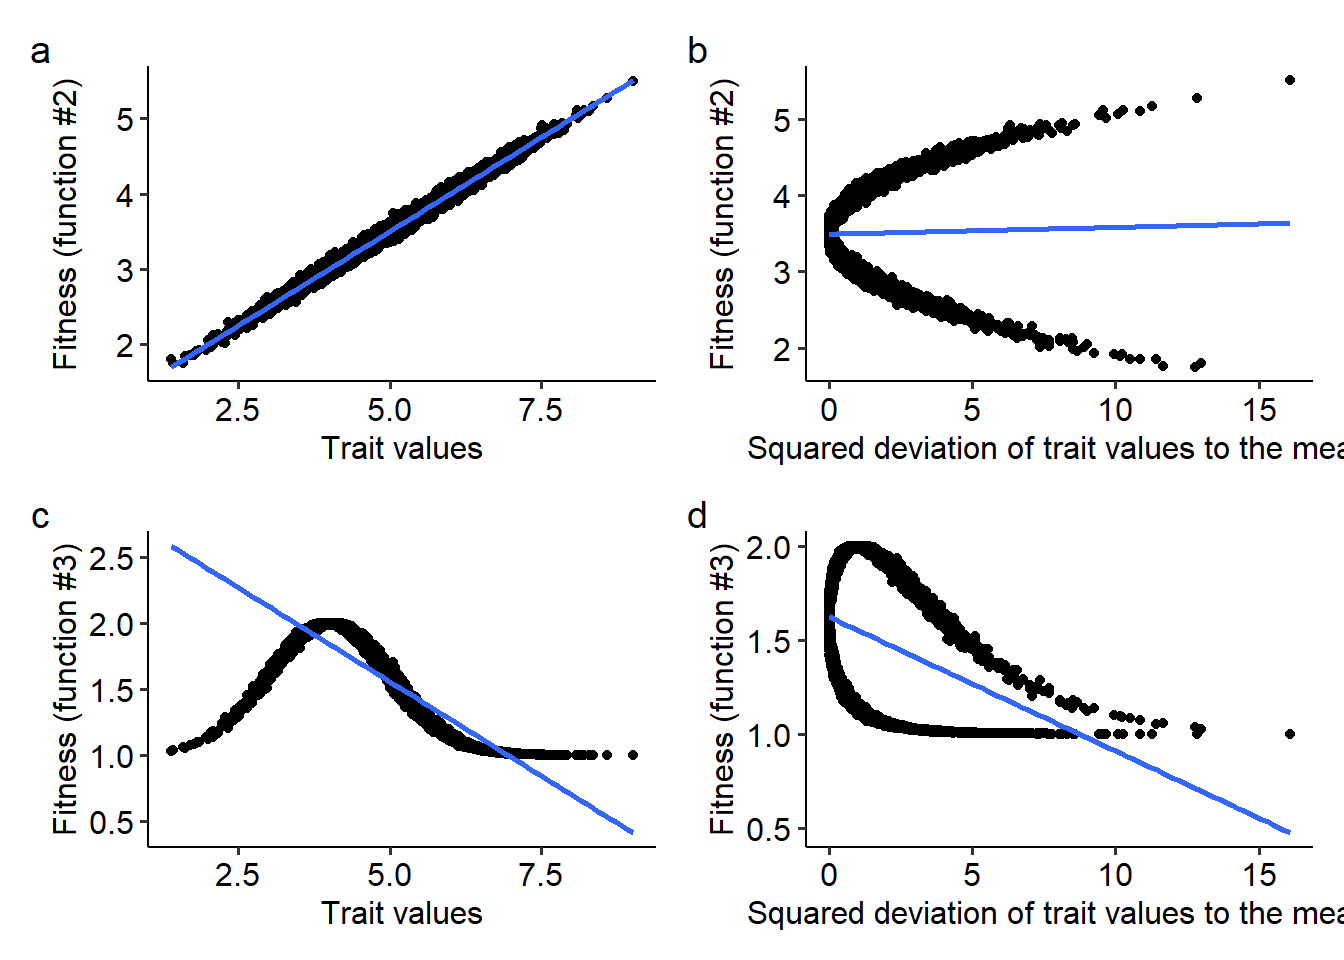 a
Fitness (function #2)
5
4
3
2
2.5 5.0 7.5
Trait values
b
Fitness (function #2)
5
4
3
2
0 5 10 15
Squared deviation of trait values to the mea
c
Fitness (function #3)
2.5
2.0
1.5
1.0
0.5
2.5 5.0 7.5
Trait values
d
Fitness (function #3)
2.0
1.5
1.0
0.5
0 5 10 15
Squared deviation of trait values to the mea